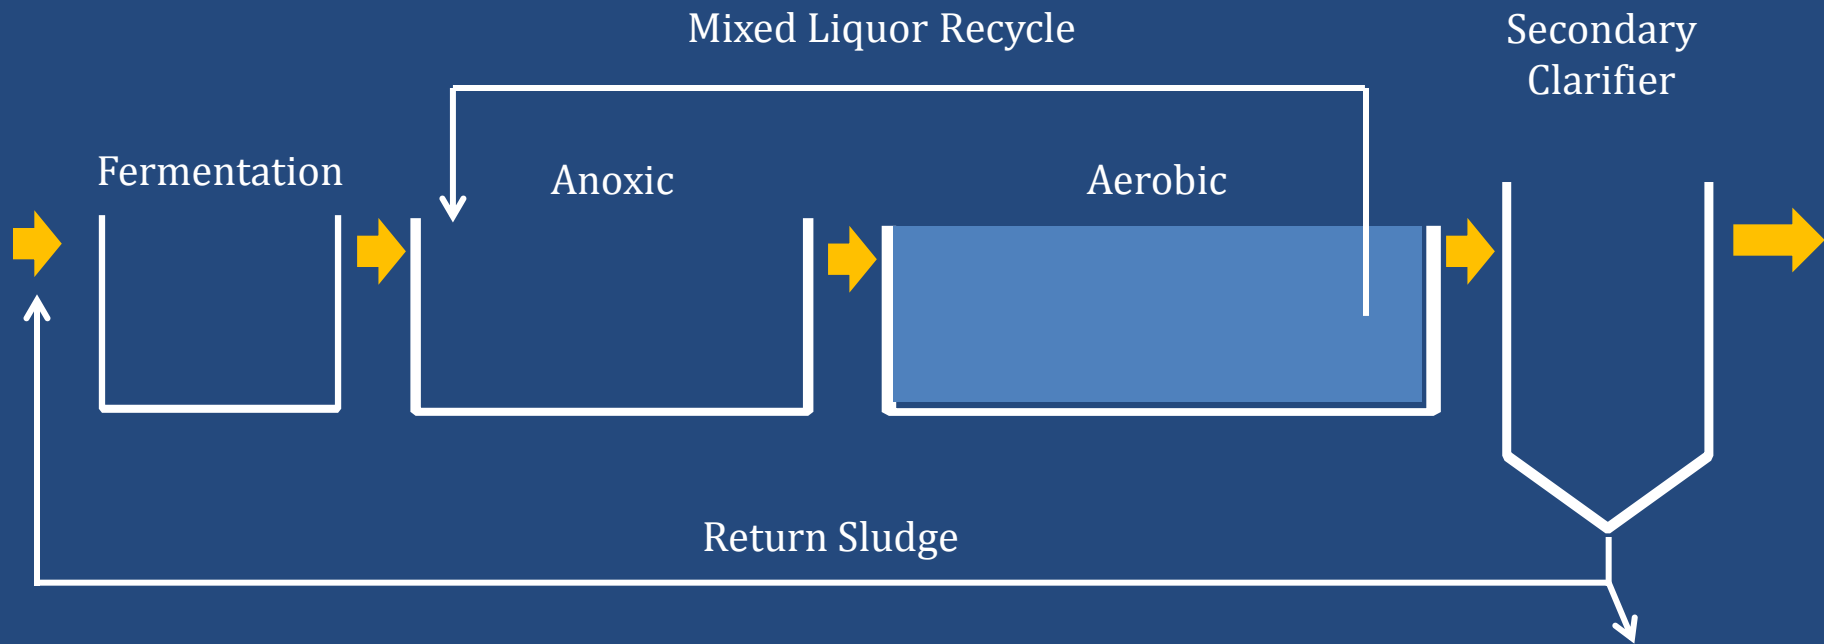 Mixed Liquor Recycle
Secondary
Clarifier
Fermentation
Anoxic
Aerobic
Return Sludge